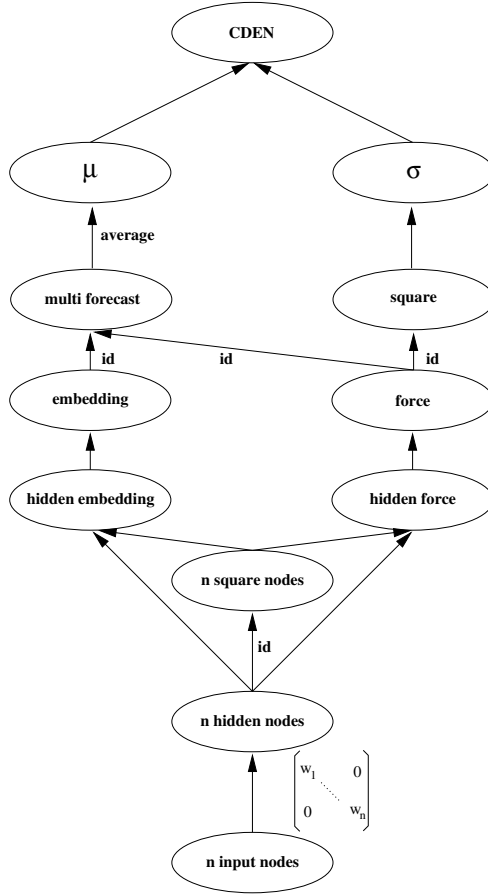 CDEN
μ
σ
average
multi forecast
square
id
id
id
embedding
force
hidden embedding
hidden force
n square nodes
id
n hidden nodes
w1 0
0 wn
n input nodes